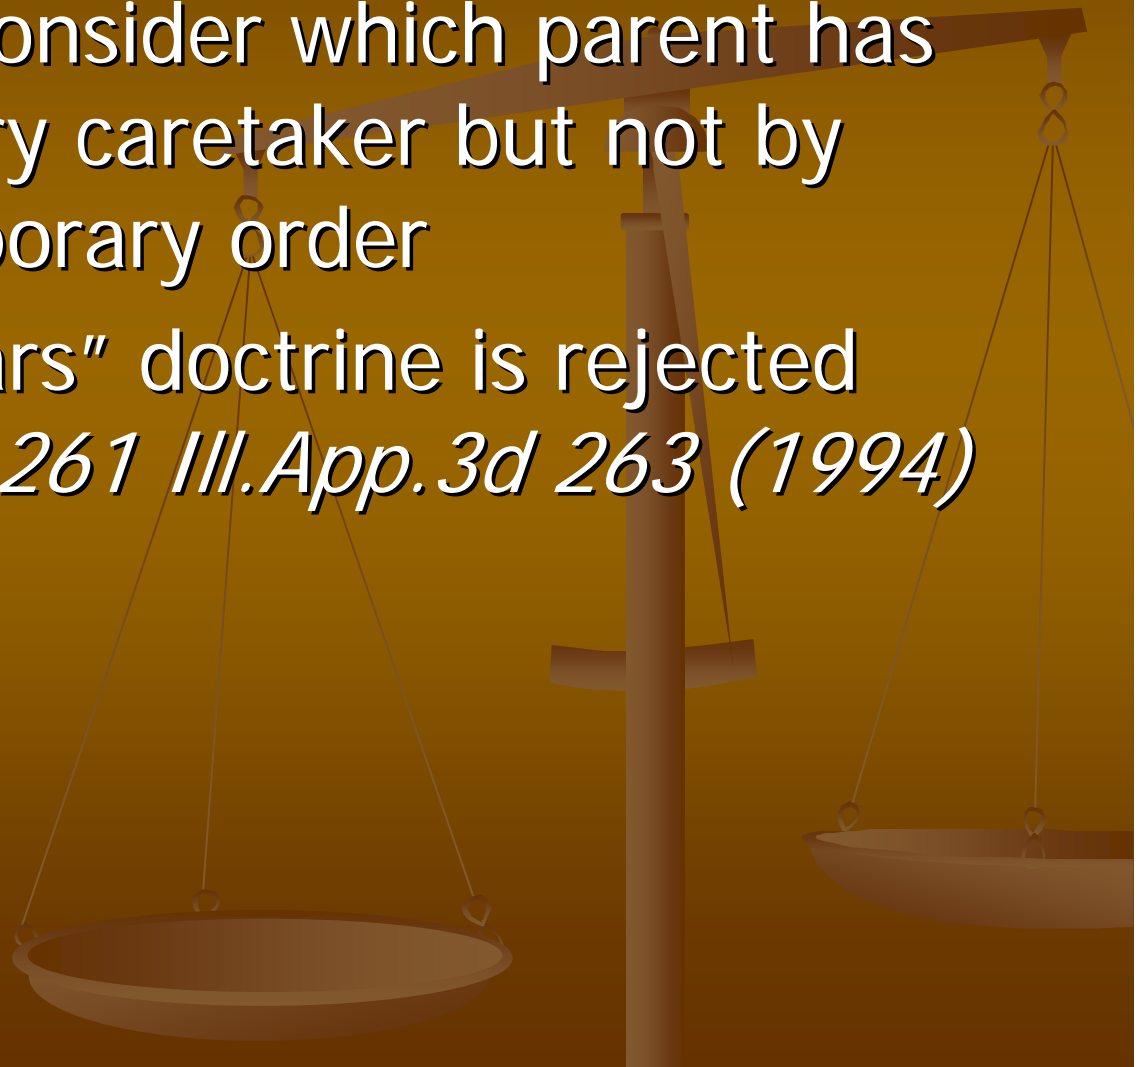 onsider which parent has
ry caretaker but not by
orary order
ars” doctrine is rejected
261 Ill.App.3d 263 (1994)